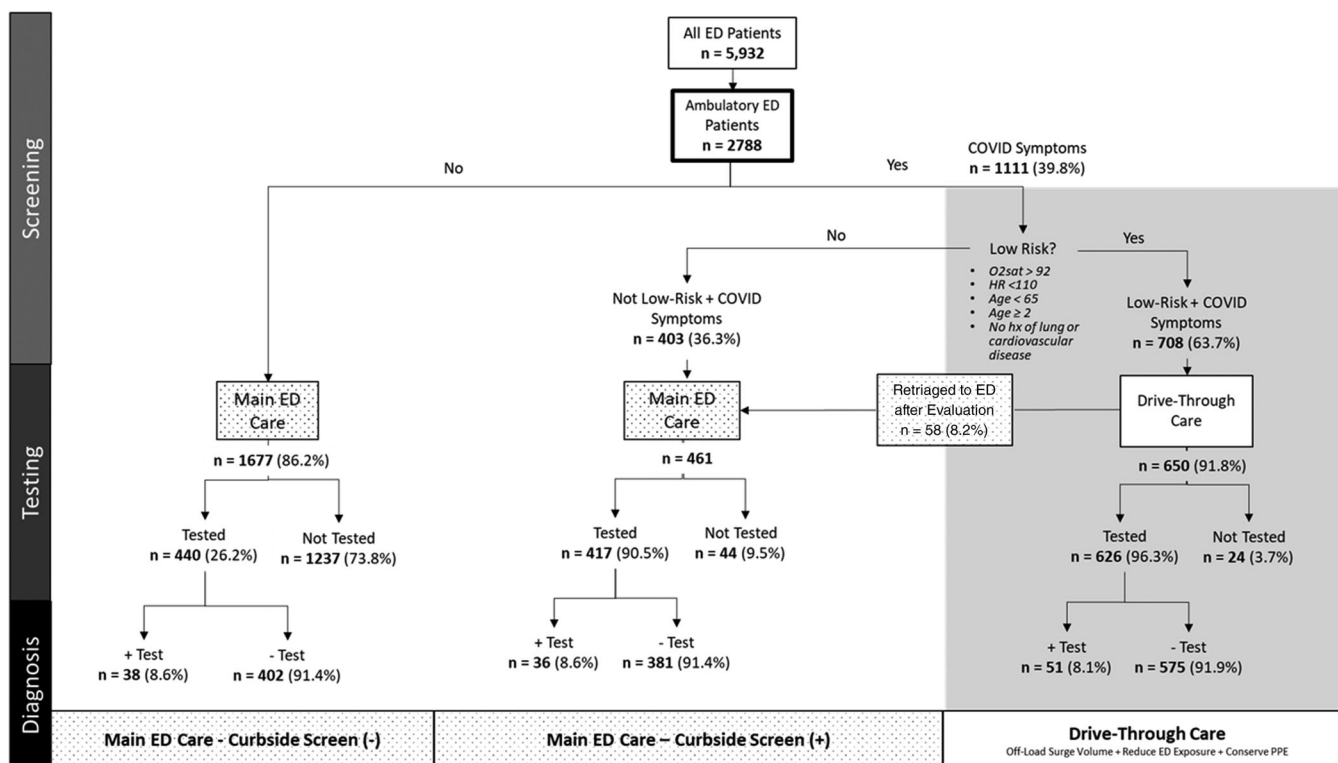 Screening
Testing
Diagnosis
All ED Patients
n = 5,932
Ambulatory ED
Patients
n = 2788
No
Yes
COVID Symptoms
n = 1111 (39.8%)
No
Low Risk?
Yes
• O2sat > 92
• HR <110
• Age < 65
• Age ≥ 2
• No hx of lung or
cardiovascular
disease
Not Low-Risk + COVID
Symptoms
n = 403 (36.3%)
Low-Risk + COVID
Symptoms
n = 708 (63.7%)
Main ED
Care
n = 1677 (86.2%)
Main ED
Care
n = 461
Retriaged to ED
after Evaluation
n = 58 (8.2%)
Drive-Through
Care
n = 650 (91.8%)
Tested
n = 440 (26.2%)
Not Tested
n = 1237 (73.8%)
Tested
n = 417 (90.5%)
Not Tested
n = 44 (9.5%)
Tested
n = 626 (96.3%)
Not Tested
n = 24 (3.7%)
+ Test
n = 38 (8.6%)
- Test
n = 402 (91.4%)
+ Test
n = 36 (8.6%)
- Test
n = 381 (91.4%)
+ Test
n = 51 (8.1%)
- Test
n = 575 (91.9%)
Main ED Care - Curbside Screen (-)
Main ED Care – Curbside Screen (+)
Drive-Through Care
Off-Load Surge Volume + Reduce ED Exposure + Conserve PPE